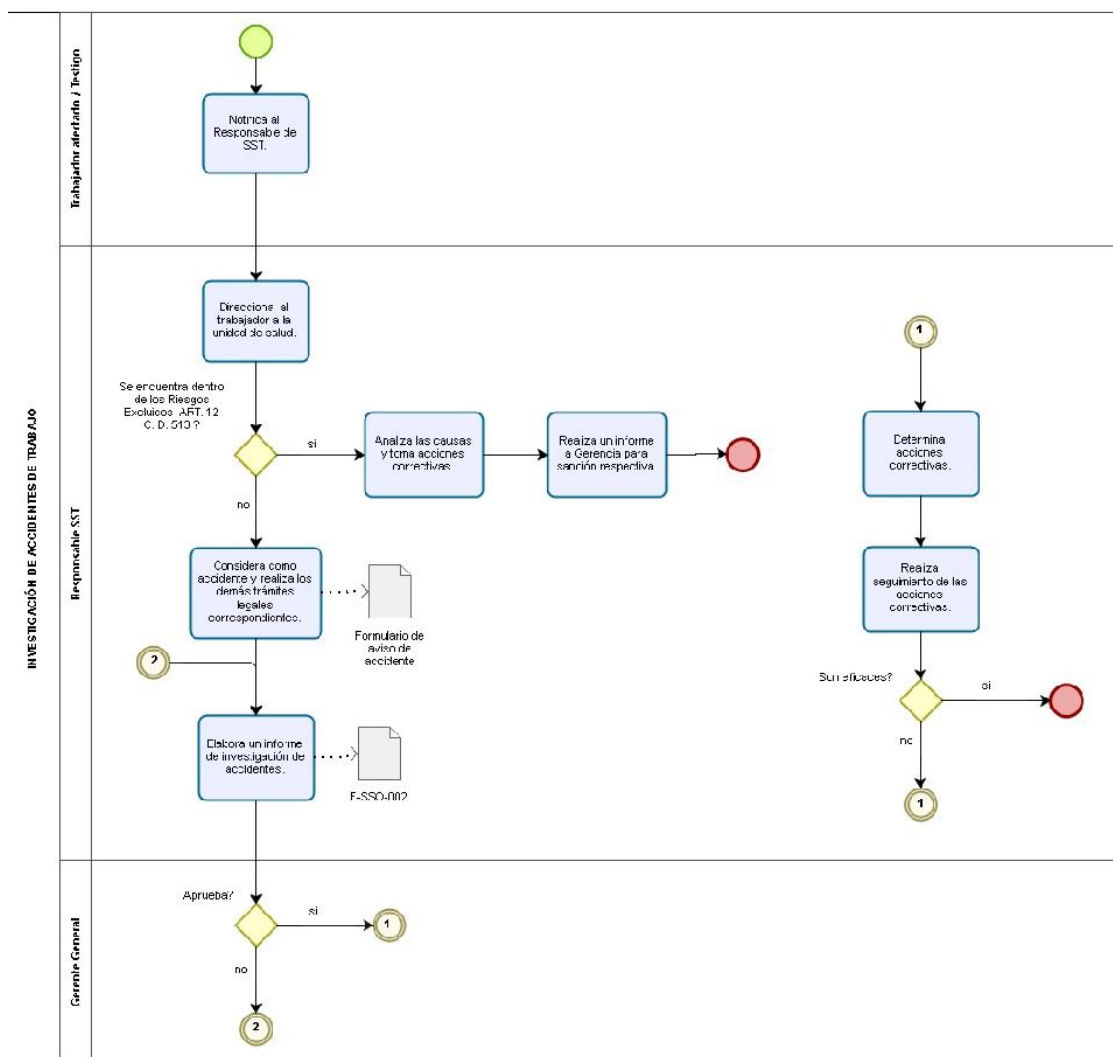 INVESTIGACIÓN DE ACCIDENTES DE TRABAJO
Trabajador afectado / Testigo
Notifica al
Responsable de
SST.
Responsable SST
Direcciona al
trabajador a la
unidad de salud.
Se encuentra dentro
de los Riesgos
Excluidos ART. 12
C. D. 513 ?
si
no
Analiza las causas
y toma acciones
correctivas
Realiza un informe
a Gerencia para
sanción respectiva
Considera como
accidente y realiza los
demás trámites
legales
correspondientes.
Formulario de
aviso de
accidente
2
Elabora un informe
de investigación de
accidentes.
F-SSO-002
1
Determina
acciones
correctivas.
Realiza
seguimiento de las
acciones
correctivas.
Son eficaces?
si
no
1
Gerente General
Aprueba?
si
1
no
2